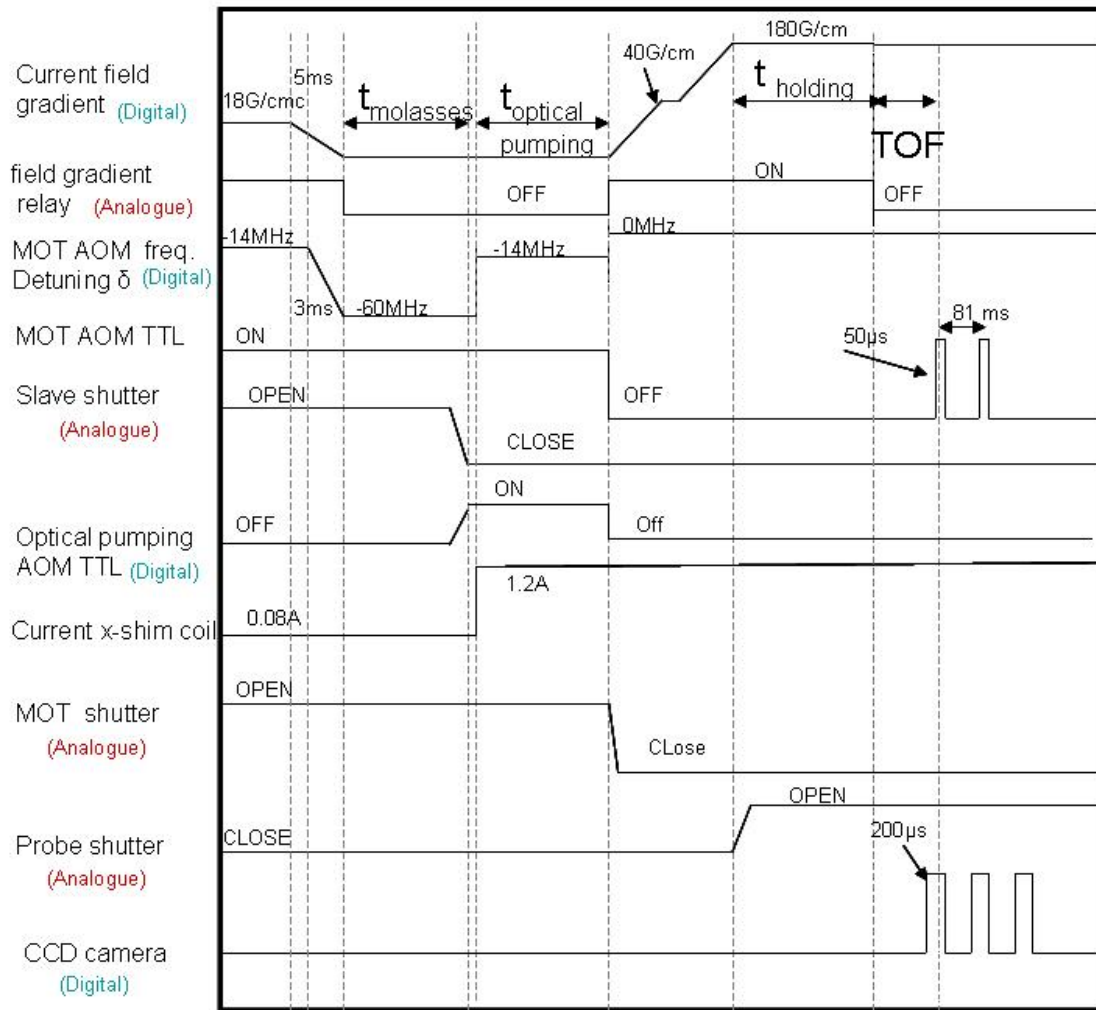 180G/cm
40G/cm
Current field
gradient (Digital)
5ms
18G/cmc
t molasses
t optical
pumping
t holding
TOF
field gradient
relay (Analogue)
OFF
ON
OFF
MOT AOM freq.
Detuning δ (Digital)
-14MHz
3ms
-60MHz
-14MHz
0MHz
MOT AOM TTL
ON
OFF
50µs
81 ms
Slave shutter
(Analogue)
OPEN
CLOSE
Optical pumping
AOM TTL (Digital)
OFF
ON
Off
Current x-shim coil
0.08A
1.2A
MOT shutter
(Analogue)
OPEN
CLose
Probe shutter
(Analogue)
CLOSE
OPEN
200µs
CCD camera
(Digital)